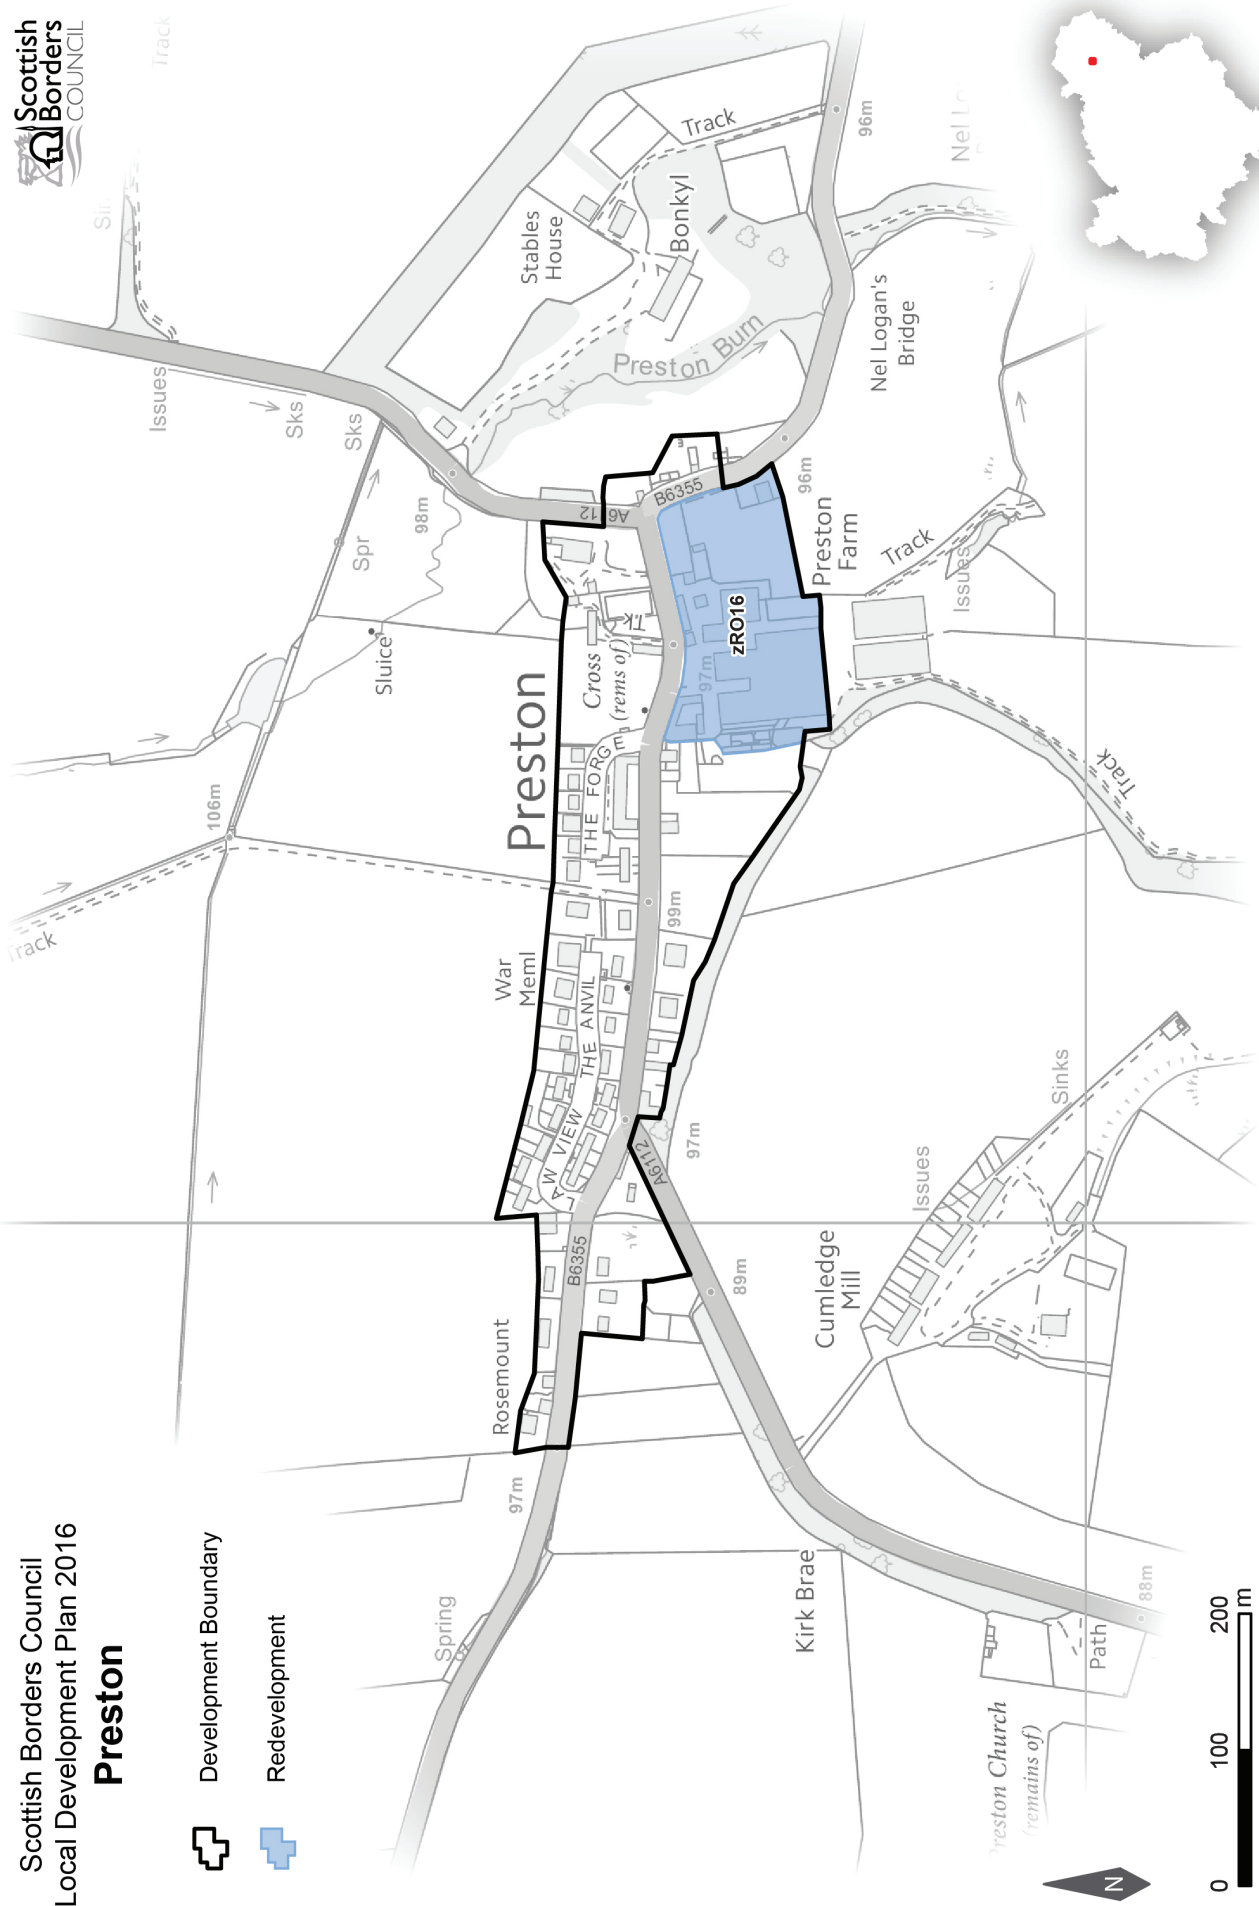 Scottish Borders Council
Local Development Plan 2016
Preston
Development Boundary
Redevelopment
Scottish
Borders
COUNCIL
Spring
97m
Rosemount
B6355
LAW VIEW
THE ANVIL
War
Meml
Track
106m
Preston
THE FORGE
Cross
(rems of)
Tk
Sluice
Spr
98m
Sks
Sks
Issues
Track
A6112
B6355
Stables
House
Bonkyl
Track
Preston Burn
96m
Nel Logan's
Bridge
96m
Preston
Farm
zRO16
97m
Track
Issues
Track
99m
97m
A6112
89m
Cumledge
Mill
Issues
Sinks
Kirk Brae
Path
88m
Preston Church
(remains of)
N
0
100
200
m